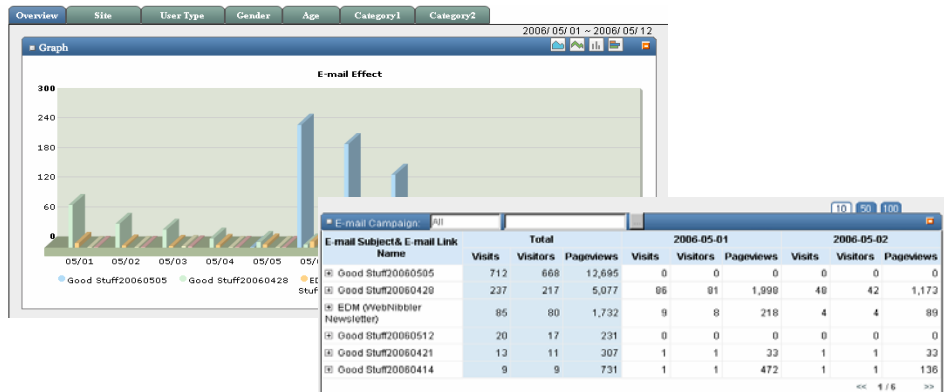 Overview Site User Type Gender Age Category1 Category2
2006/ 05/ 01 ~ 2006/ 05/ 12
Graph
E-mail Effect
300
240
180
120
60
0
05/01 05/02 05/03 05/04 05/05
Good Stuff20060505 Good Stuff20060428
10 50 100
E-mail Campaign: All
E-mail Subject& E-mail Link Total 2006-05-01 2006-05-02
Name Visits Visitors Pageviews Visits Visitors Pageviews Visits Visitors Pageviews
Good Stuff20060505 712 668 12,695 0 0 0 0 0 0
Good Stuff20060428 237 217 5,077 86 81 1,998 48 42 1,173
EDM (WebNibbler
Newsletter) 85 80 1,732 9 8 218 4 4 89
Good Stuff20060512 20 17 231 0 0 0 0 0 0
Good Stuff20060421 13 11 307 1 1 33 1 1 33
Good Stuff20060414 9 9 731 1 1 472 1 1 136
<< 1 / 6 >>